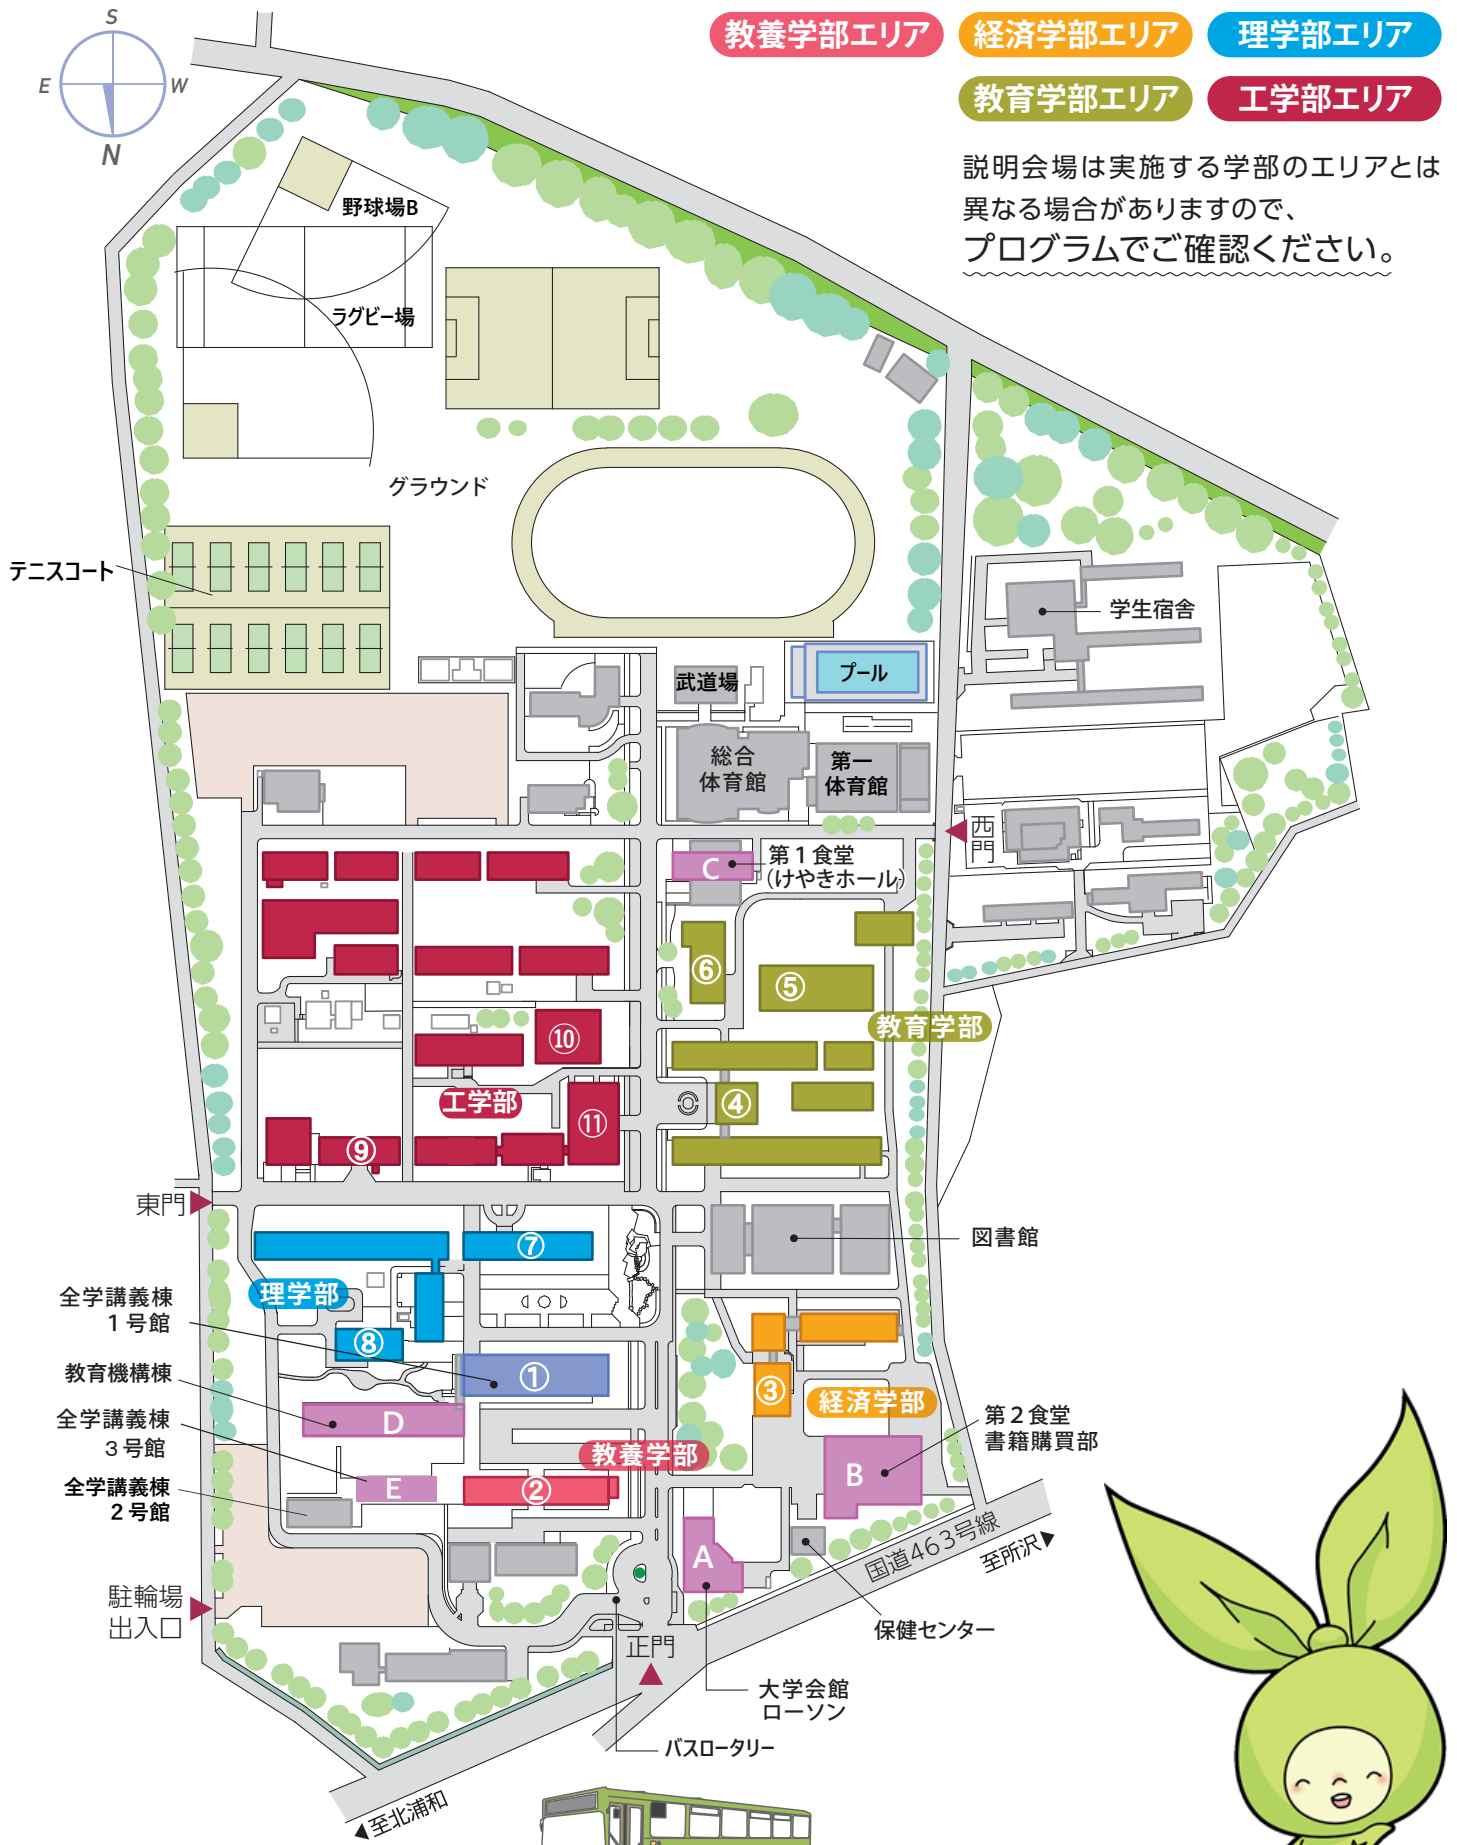 S
E
W
N
教養学部エリア
経済学部エリア
理学部エリア
教育学部エリア
工学部エリア
説明会場は実施する学部のエリアとは
異なる場合がありますので、
プログラムでご確認ください。
野球場B
ラグビー場
グラウンド
テニスコート
学生宿舎
武道場
プール
総合
体育館
第一
体育館
西門
C
第1食堂
(けやきホール)
⑥
⑤
教育学部
⑩
工学部
⑪
④
⑨
東門
⑦
図書館
理学部
全学講義棟
1号館
⑧
①
教育機構棟
③
経済学部
D
全学講義棟
3号館
第2食堂
書籍購買部
教養学部
B
全学講義棟
2号館
E
②
A
国道463号線
至所沢▶
駐輪場
出入口
保健センター
正門
大学会館
ローソン
バスロータリー
◀至北浦和